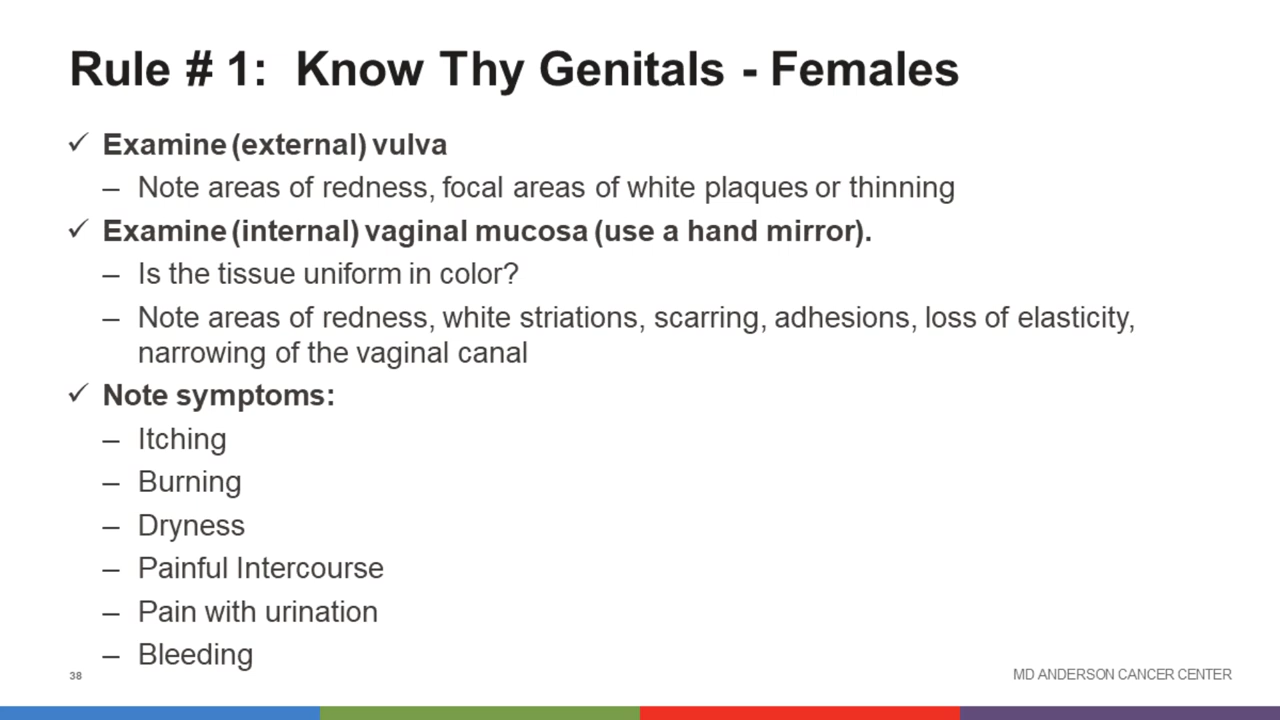 Rule # 1:  Know Thy Genitals - Females
✓ Examine (external) vulva
– Note areas of redness, focal areas of white plaques or thinning
✓ Examine (internal) vaginal mucosa (use a hand mirror).
– Is the tissue uniform in color?
– Note areas of redness, white striations, scarring, adhesions, loss of elasticity,
narrowing of the vaginal canal
✓ Note symptoms:
– Itching
– Burning
– Dryness
– Painful Intercourse
– Pain with urination
– Bleeding
38
MD ANDERSON CANCER CENTER